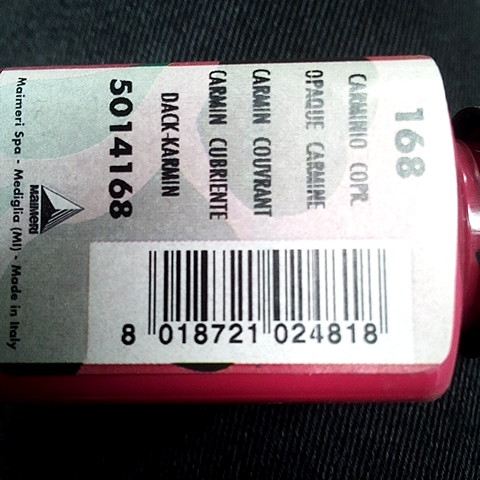 168
CARMINIO COPR.
OPAQUE CARMINE
CARMIN COUVRANT
CARMIN CUBRIENTE
DACK-KARMIN
5014168
MAIMERI
Maimeri Spa - Mediglia (MI) - Made in Italy
8 018721 024818